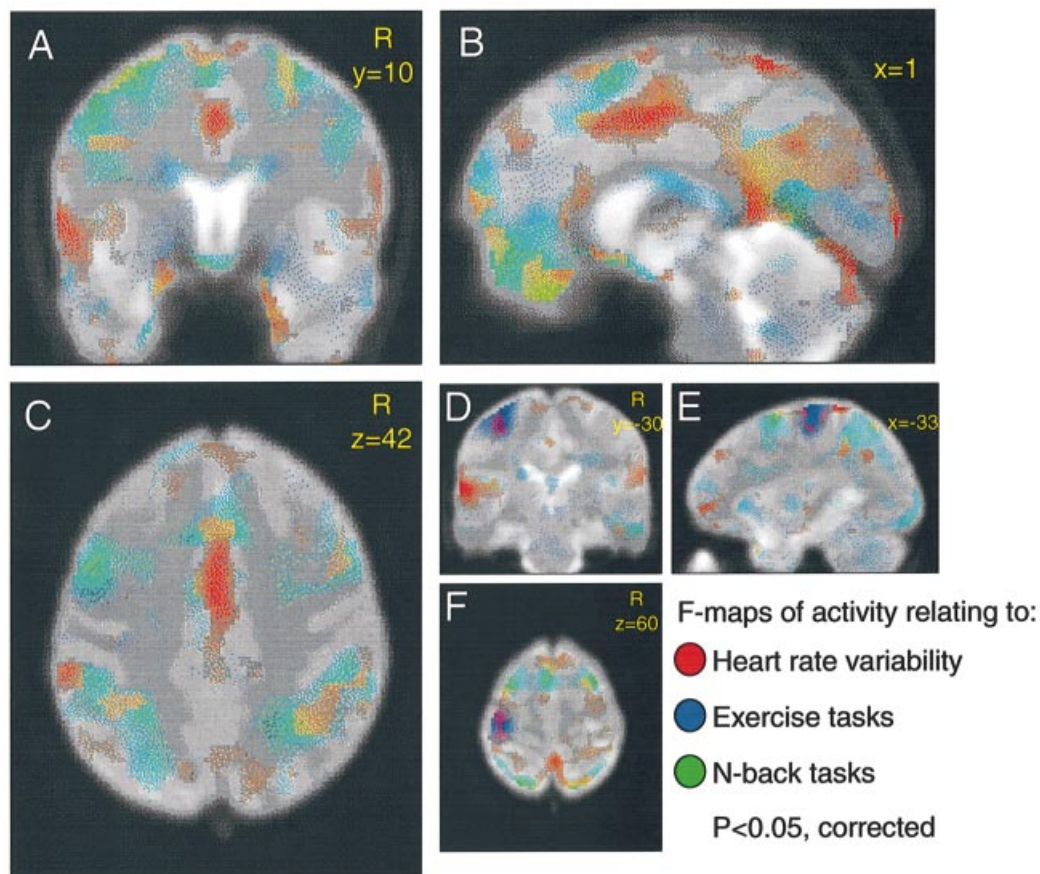 A
R
y=10
B
x=1
C
R
z=42
D
R
y=-30
E
x=-33
F
R
z=60
F-maps of activity relating to:
Heart rate variability
Exercise tasks
N-back tasks
P<0.05, corrected